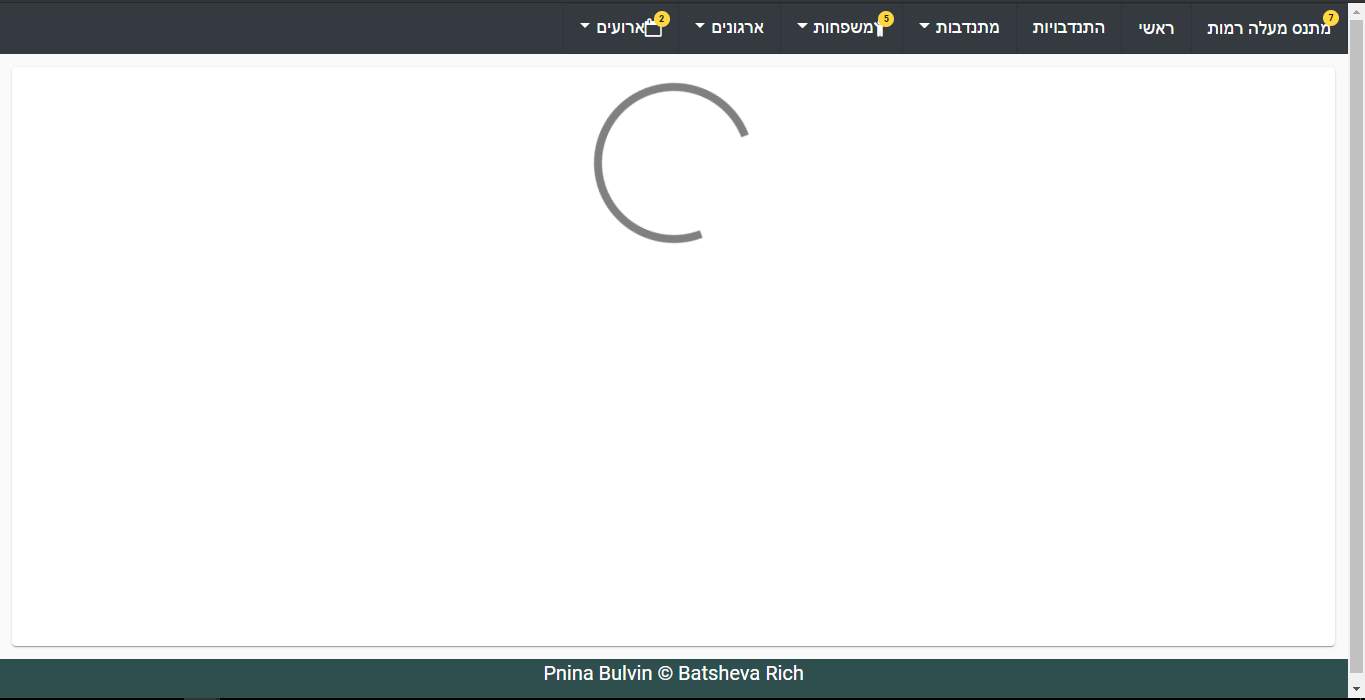 7
מתנס מעלה רמות
ראשי
התנדבויות
מתנדבות
5
משפחות
ארגונים
2
ארועים
Pnina Bulvin © Batsheva Rich